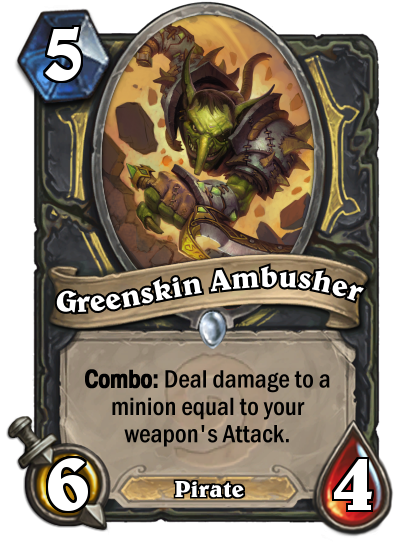 5
Greenskin Ambusher
Combo: Deal damage to a
minion equal to your
weapon's Attack.
6
Pirate
4